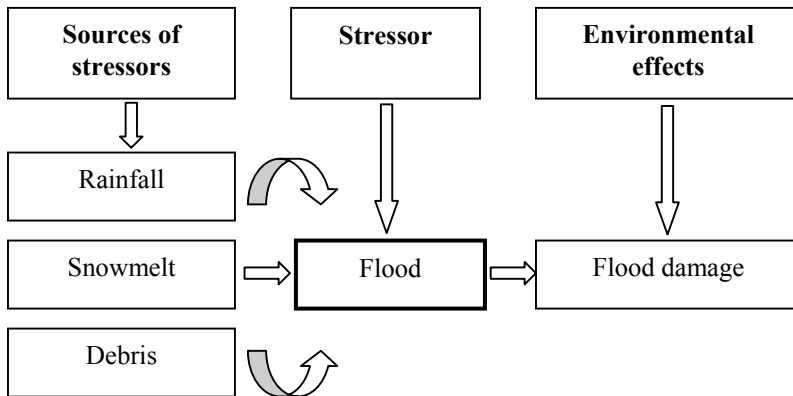 Sources of
stressors
Stressor
Environmental
effects
Rainfall
Snowmelt
Flood
Flood damage
Debris